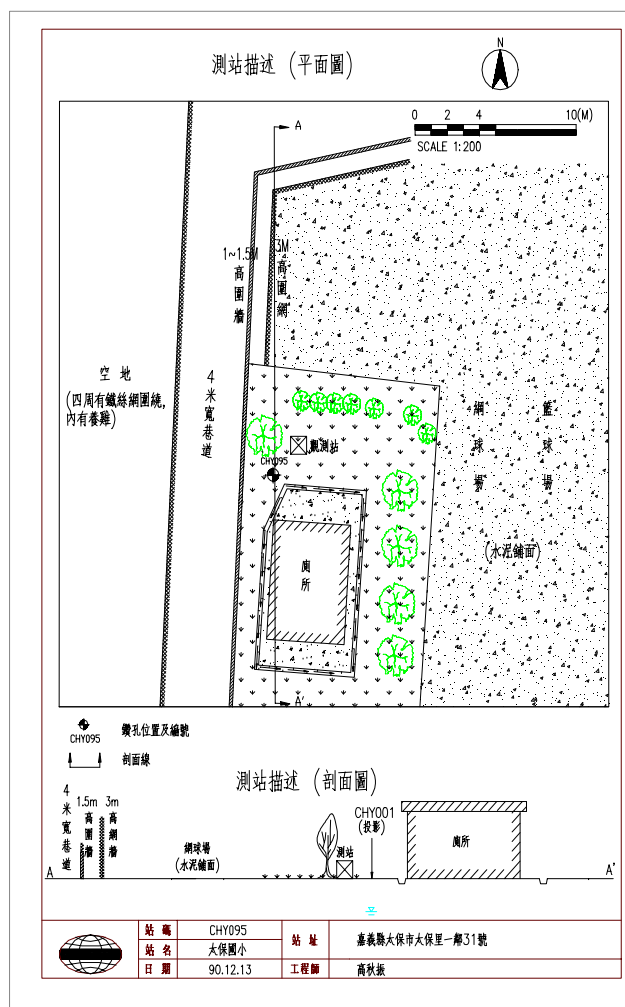 測站描述 (平面圖)
N
A
0 2 4 10(M)
SCALE 1:200
1~1.5M
高圍牆
3M
高圍網
空地
(四周有鐵絲網圍繞,
內有養雞)
4米寬巷道
網球場
籃球場
(水泥舖面)
觀測站
CHY095
廁所
A'
CHY095
鑽孔位置及編號
剖面線
測站描述 (剖面圖)
4米寬巷道
1.5m
高圍牆
3m
高網牆
網球場
(水泥舖面)
測站
CHY001
(投影)
廁所
A
A'
站碼 CHY095
站名 太保國小
日期 90.12.13
站址 嘉義縣太保市太保里一鄰31號
工程師 高秋振